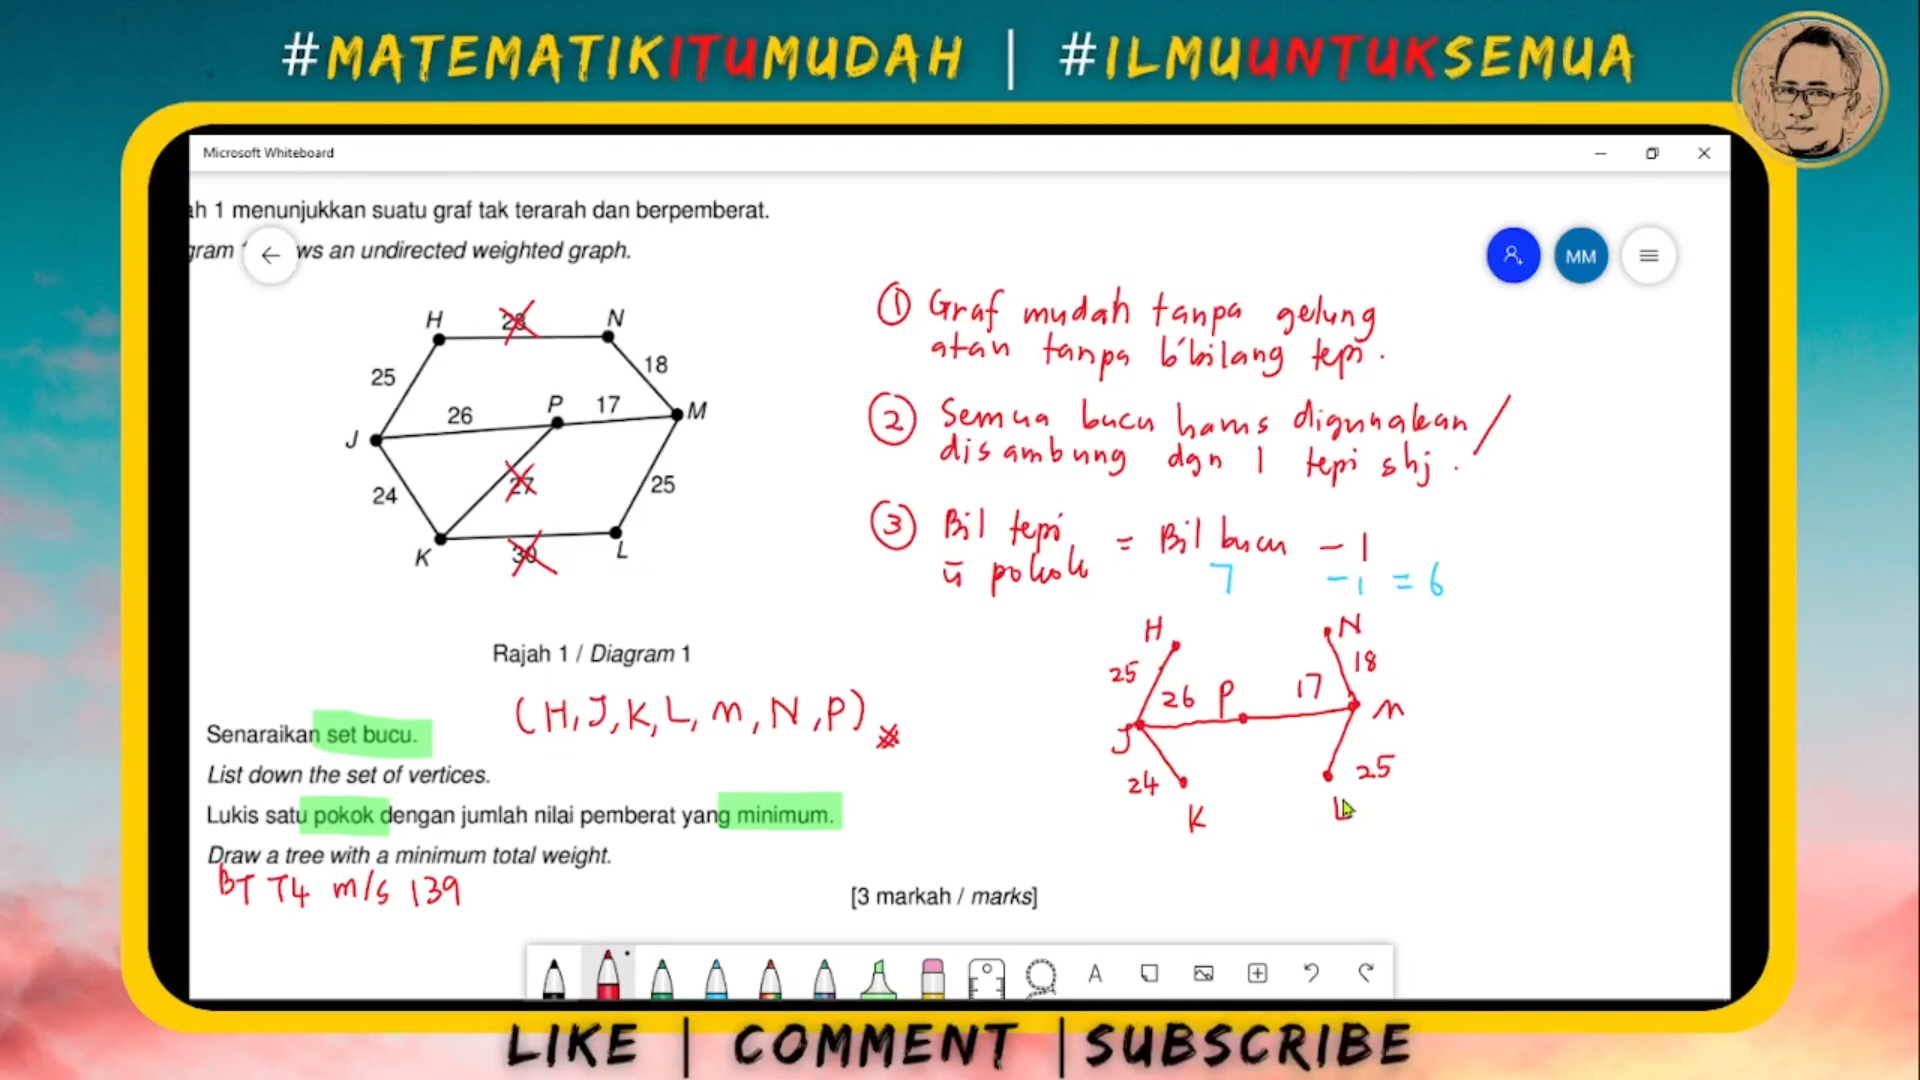 #MATEMATIKITUMUDAH | #ILMUUNTUKSEMUA
Microsoft Whiteboard
ah 1 menunjukkan suatu graf tak terarah dan berpemberat.
gram 1 ws an undirected weighted graph.
MM
H 28 N
25 18
26 P 17 M
J
24 27 25
K 30 L
Rajah 1 / Diagram 1
① Graf mudah tanpa gelung
atau tanpa b'bilang tepi.
② Semua bucu harus digunakan /
disambung dgn 1 tepi shj.
③ Bil tepi = Bil bucu - 1
u pokok 7 - 1 = 6
H N
25 18
26 P 17 m
J
24 25
K L
Senaraikan set bucu. (H, J, K, L, m, N, P)
List down the set of vertices.
Lukis satu pokok dengan jumlah nilai pemberat yang minimum.
Draw a tree with a minimum total weight.
BT T4 m/s 139
[3 markah / marks]
A
LIKE | COMMENT | SUBSCRIBE